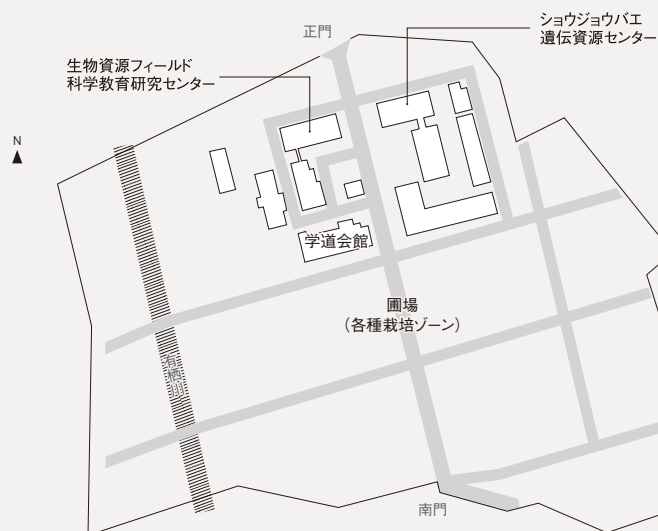 正門
ショウジョウバエ
遺伝資源センター
生物資源フィールド
科学教育研究センター
N
学道会館
圃場
（各種栽培ゾーン）
有栖川
南門